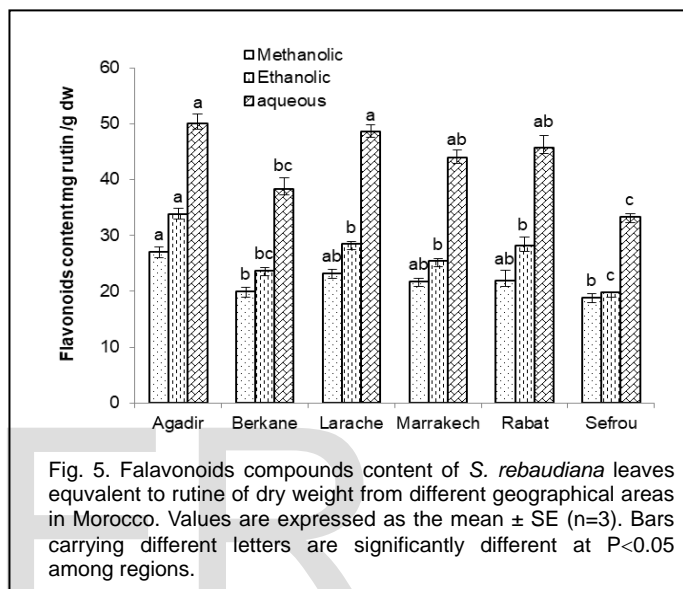 Methanolic
Ethanolic
aqueous
Flavonoids content mg rutin /g dw
60
50
40
30
20
10
0
a a a
b bc bc
ab b a
ab b ab
ab b ab
b c c
Agadir Berkane Larache Marrakech Rabat Sefrou
Fig. 5. Falavonoids compounds content of S. rebaudiana leaves
equvalent to rutine of dry weight from different geographical areas
in Morocco. Values are expressed as the mean ± SE (n=3). Bars
carrying different letters are significantly different at P<0.05
among regions.
ER